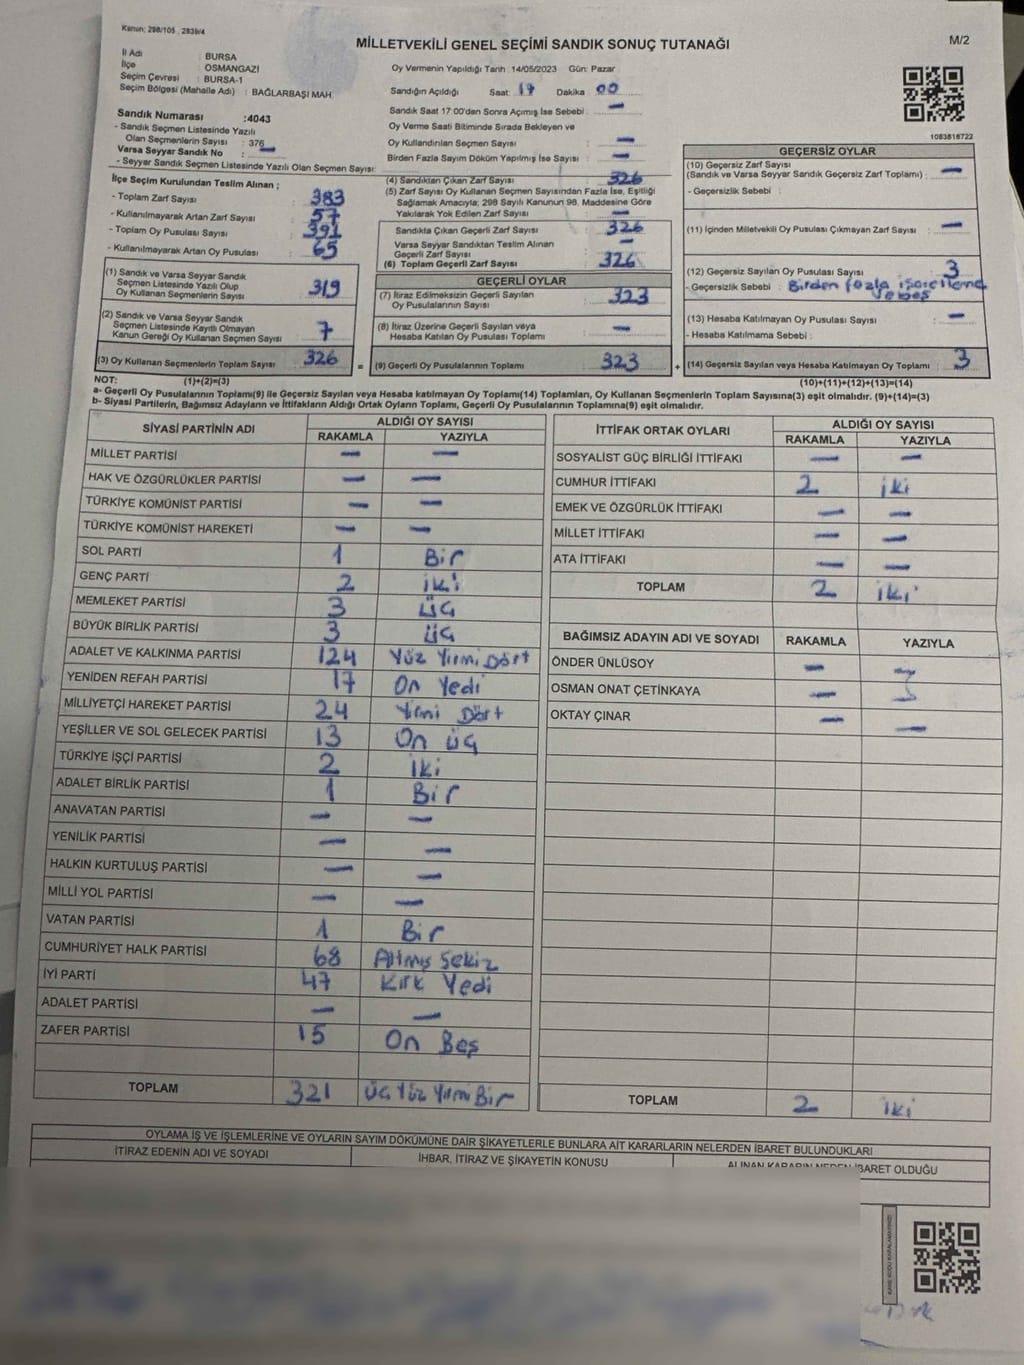 Kanun: 298/105 , 2839/4
M/2
MİLLETVEKİLİ GENEL SEÇİMİ SANDIK SONUÇ TUTANAĞI
İl Adı : BURSA
İlçe : OSMANGAZİ
Seçim Çevresi : BURSA-1
Seçim Bölgesi (Mahalle Adı) : BAĞLARBAŞI MAH.
Sandık Numarası :4043
- Sandık Seçmen Listesinde Yazılı
Olan Seçmenlerin Sayısı : 376
Varsa Seyyar Sandık No : —
- Seyyar Sandık Seçmen Listesinde Yazılı Olan Seçmen Sayısı:
İlçe Seçim Kurulundan Teslim Alınan ;
- Toplam Zarf Sayısı : 383
- Kullanılmayarak Artan Zarf Sayısı : 57
- Toplam Oy Pusulası Sayısı : 391
- Kullanılmayarak Artan Oy Pusulası : 65
(1) Sandık ve Varsa Seyyar Sandık
Seçmen Listesinde Yazılı Olup
Oy Kullanan Seçmenlerin Sayısı : 319
(2) Sandık ve Varsa Seyyar Sandık
Seçmen Listesinde Kayıtlı Olmayan
Kanun Gereği Oy Kullanan Seçmen Sayısı : 7
(3) Oy Kullanan Seçmenlerin Toplam Sayısı : 326
Oy Vermenin Yapıldığı Tarih :14/05/2023 Gün: Pazar
Sandığın Açıldığı Saat: 17 Dakika 00
Sandık Saat 17:00'den Sonra Açılmış İse Sebebi : —
Oy Verme Saati Bitiminde Sırada Bekleyen ve
Oy Kullandırılan Seçmen Sayısı : —
Birden Fazla Sayım Döküm Yapılmış İse Sayısı : —
(4) Sandıktan Çıkan Zarf Sayısı : 326
(5) Zarf Sayısı Oy Kullanan Seçmen Sayısından Fazla İse, Eşitliği
Sağlamak Amacıyla; 298 Sayılı Kanunun 98. Maddesine Göre
Yakılarak Yok Edilen Zarf Sayısı : —
Sandıkta Çıkan Geçerli Zarf Sayısı : 326
Varsa Seyyar Sandıktan Teslim Alınan
Geçerli Zarf Sayısı : —
(6) Toplam Geçerli Zarf Sayısı : 326
GEÇERLİ OYLAR
(7) İtiraz Edilmeksizin Geçerli Sayılan
Oy Pusulalarının Sayısı : 323
(8) İtiraz Üzerine Geçerli Sayılan veya
Hesaba Katılan Oy Pusulası Toplamı : —
= (9) Geçerli Oy Pusulalarının Toplamı : 323 +
1083816722
GEÇERSİZ OYLAR
(10) Geçersiz Zarf Sayısı
(Sandık ve Varsa Seyyar Sandık Geçersiz Zarf Toplamı) : —
- Geçersizlik Sebebi :
(11) İçinden Milletvekili Oy Pusulası Çıkmayan Zarf Sayısı : —
(12) Geçersiz Sayılan Oy Pusulası Sayısı : 3
- Geçersizlik Sebebi : Birden fazla işaretleme
(13) Hesaba Katılmayan Oy Pusulası Sayısı : —
- Hesaba Katılmama Sebebi :
(14) Geçersiz Sayılan veya Hesaba Katılmayan Oy Toplamı : 3
NOT: (1)+(2)=(3) (10)+(11)+(12)+(13)=(14)
a- Geçerli Oy Pusulalarının Toplamı(9) ile Geçersiz Sayılan veya Hesaba katılmayan Oy Toplamı(14) Toplamları, Oy Kullanan Seçmenlerin Toplam Sayısına(3) eşit olmalıdır. (9)+(14)=(3)
b- Siyasi Partilerin, Bağımsız Adayların ve İttifakların Aldığı Ortak Oyların Toplamı, Geçerli Oy Pusulalarının Toplamına(9) eşit olmalıdır.
SİYASİ PARTİNİN ADI ALDIĞI OY SAYISI
RAKAMLA YAZIYLA
MİLLET PARTİSİ — —
HAK VE ÖZGÜRLÜKLER PARTİSİ — —
TÜRKİYE KOMÜNİST PARTİSİ — —
TÜRKİYE KOMÜNİST HAREKETİ — —
SOL PARTİ 1 Bir
GENÇ PARTİ 2 iki
MEMLEKET PARTİSİ 3 üç
BÜYÜK BİRLİK PARTİSİ 3 üç
ADALET VE KALKINMA PARTİSİ 124 Yüz Yirmi Dört
YENİDEN REFAH PARTİSİ 17 On Yedi
MİLLİYETÇİ HAREKET PARTİSİ 24 Yirmi Dört
YEŞİLLER VE SOL GELECEK PARTİSİ 13 On üç
TÜRKİYE İŞÇİ PARTİSİ 2 iki
ADALET BİRLİK PARTİSİ 1 Bir
ANAVATAN PARTİSİ — —
YENİLİK PARTİSİ — —
HALKIN KURTULUŞ PARTİSİ — —
MİLLİ YOL PARTİSİ — —
VATAN PARTİSİ 1 Bir
CUMHURİYET HALK PARTİSİ 68 Altmış Sekiz
İYİ PARTİ 47 Kırk Yedi
ADALET PARTİSİ — —
ZAFER PARTİSİ 15 On Beş
TOPLAM 321 üç Yüz Yirmi Bir
İTTİFAK ORTAK OYLARI ALDIĞI OY SAYISI
RAKAMLA YAZIYLA
SOSYALİST GÜÇ BİRLİĞİ İTTİFAKI — —
CUMHUR İTTİFAKI 2 iki
EMEK VE ÖZGÜRLÜK İTTİFAKI — —
MİLLET İTTİFAKI — —
ATA İTTİFAKI — —
TOPLAM 2 iki
BAĞIMSIZ ADAYIN ADI VE SOYADI RAKAMLA YAZIYLA
ÖNDER ÜNLÜSOY —
OSMAN ONAT ÇETİNKAYA —
OKTAY ÇINAR — —
TOPLAM 2 iki
OYLAMA İŞ VE İŞLEMLERİNE VE OYLARIN SAYIM DÖKÜMÜNE DAİR ŞİKAYETLERLE BUNLARA AİT KARARLARIN NELERDEN İBARET BULUNDUKLARI
İTİRAZ EDENİN ADI VE SOYADI İHBAR, İTİRAZ VE ŞİKAYETİN KONUSU ALINAN KARARIN NEDEN İBARET OLDUĞU